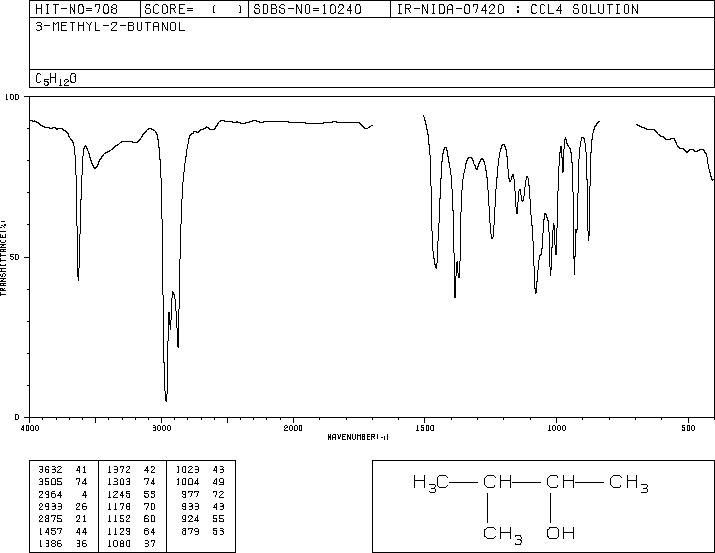 HIT-NO=708 SCORE= ( ) SDBS-NO=10240 IR-NIDA-07420 : CCL4 SOLUTION
3-METHYL-2-BUTANOL
C5H12O
100
50
0
TRANSMITTANCE(%)
4000 3000 2000 1500 1000 500
WAVENUMBER(-1)
3632 41 1372 42 1023 43
3505 74 1303 74 1004 49
2964 4 1245 55 977 72
2933 26 1178 70 933 43
2875 21 1152 60 924 55
1457 44 1129 64 879 53
1386 36 1080 37
H3C CH CH CH3
CH3 OH